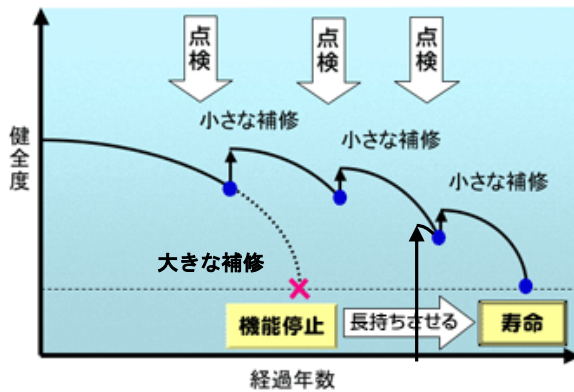 点検
点検
点検
小さな補修
小さな補修
小さな補修
健全度
大きな補修
機能停止
長持ちさせる
寿命
経過年数